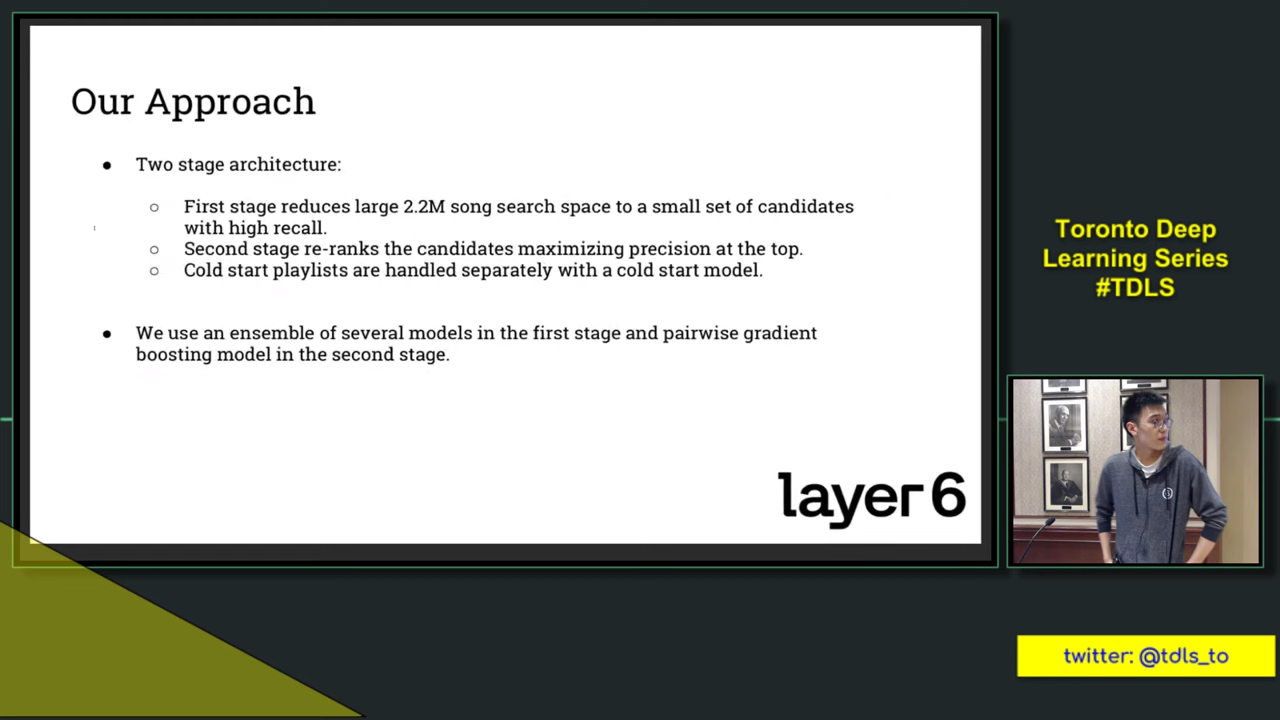 Our Approach
● Two stage architecture:
○ First stage reduces large 2.2M song search space to a small set of candidates
with high recall.
○ Second stage re-ranks the candidates maximizing precision at the top.
○ Cold start playlists are handled separately with a cold start model.
● We use an ensemble of several models in the first stage and pairwise gradient
boosting model in the second stage.
layer 6
Toronto Deep
Learning Series
#TDLS
twitter: @tdls_to